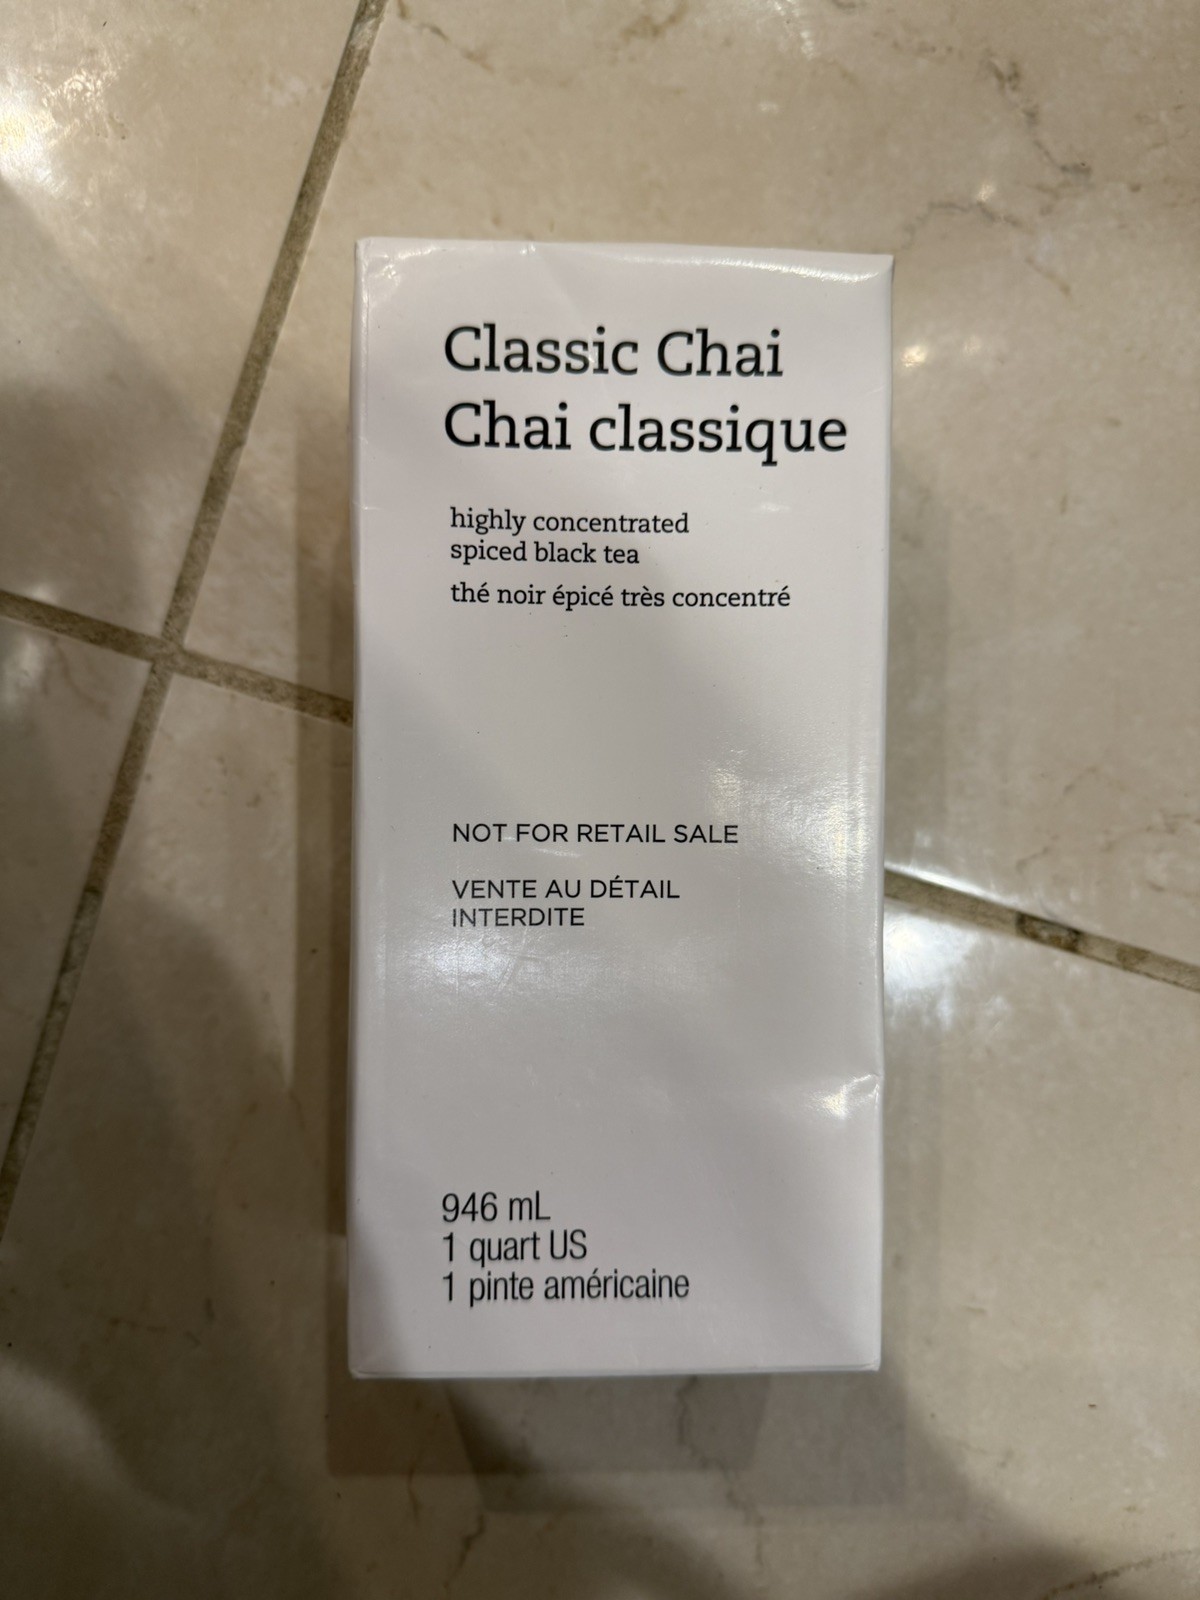 Classic Chai
Chai classique
highly concentrated
spiced black tea
thé noir épicé très concentré
NOT FOR RETAIL SALE
VENTE AU DÉTAIL
INTERDITE
946 mL
1 quart US
1 pinte américaine